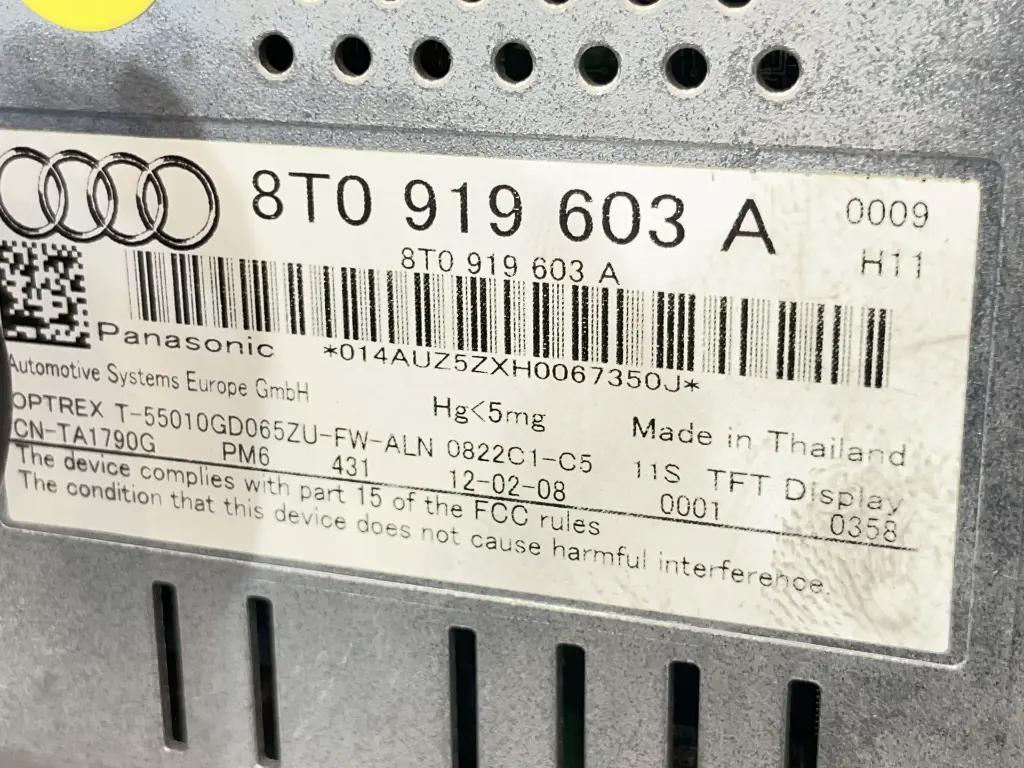 8T0 919 603 A 0009
8T0 919 603 A H11
Panasonic *014AUZ5ZXH0067350J*
Automotive Systems Europe GmbH Hg<5mg Made in Thailand
OPTREX T-55010GD065ZU-FW-ALN 0822C1-C5 11S TFT Display
CN-TA1790G PM6 431 12-02-08 0001 0358
The device complies with part 15 of the FCC rules
The condition that this device does not cause harmful interference.